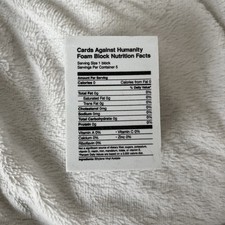 Cards Against Humanity
Foam Block Nutrition Facts
Serving Size 1 block
Servings Per Container 5
Amount Per Serving
Calories 0 Calories from Fat 0
% Daily Value*
Total Fat 0g 0%
Saturated Fat 0g 0%
Trans Fat 0g 0%
Cholesterol 0mg 0%
Sodium 0mg 0%
Total Carbohydrate 0g 0%
Protein 0g 0%
Vitamin A 0% • Vitamin C 0%
Calcium 0% • Zinc 0%
Riboflavin 0%